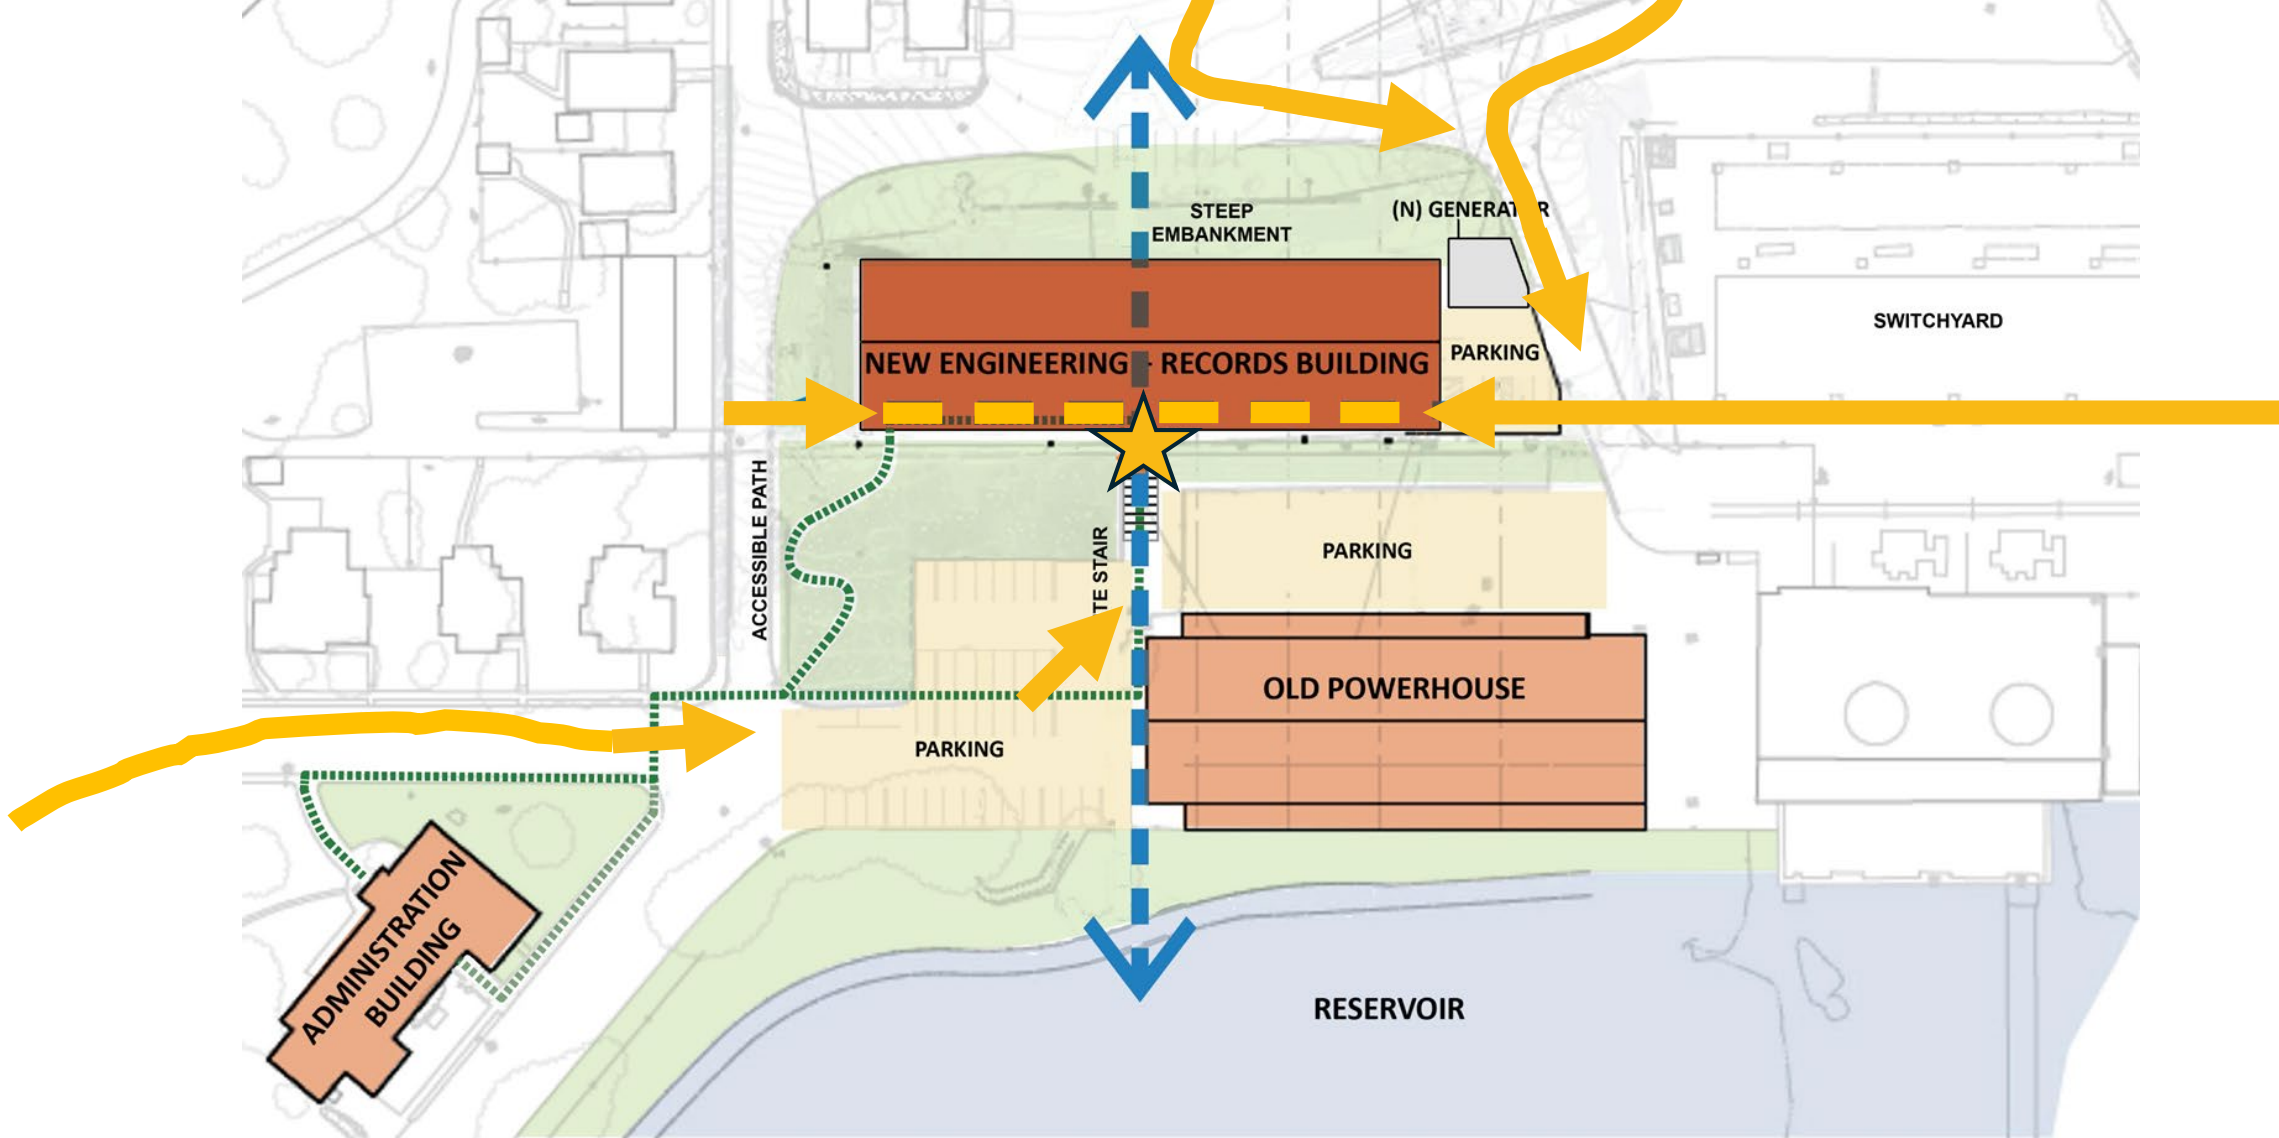 STEEP
EMBANKMENT
(N) GENERAT R
NEW ENGINEERING - RECORDS BUILDING
PARKING
SWITCHYARD
ACCESSIBLE PATH
TE STAIR
PARKING
OLD POWERHOUSE
PARKING
ADMINISTRATION
BUILDING
RESERVOIR